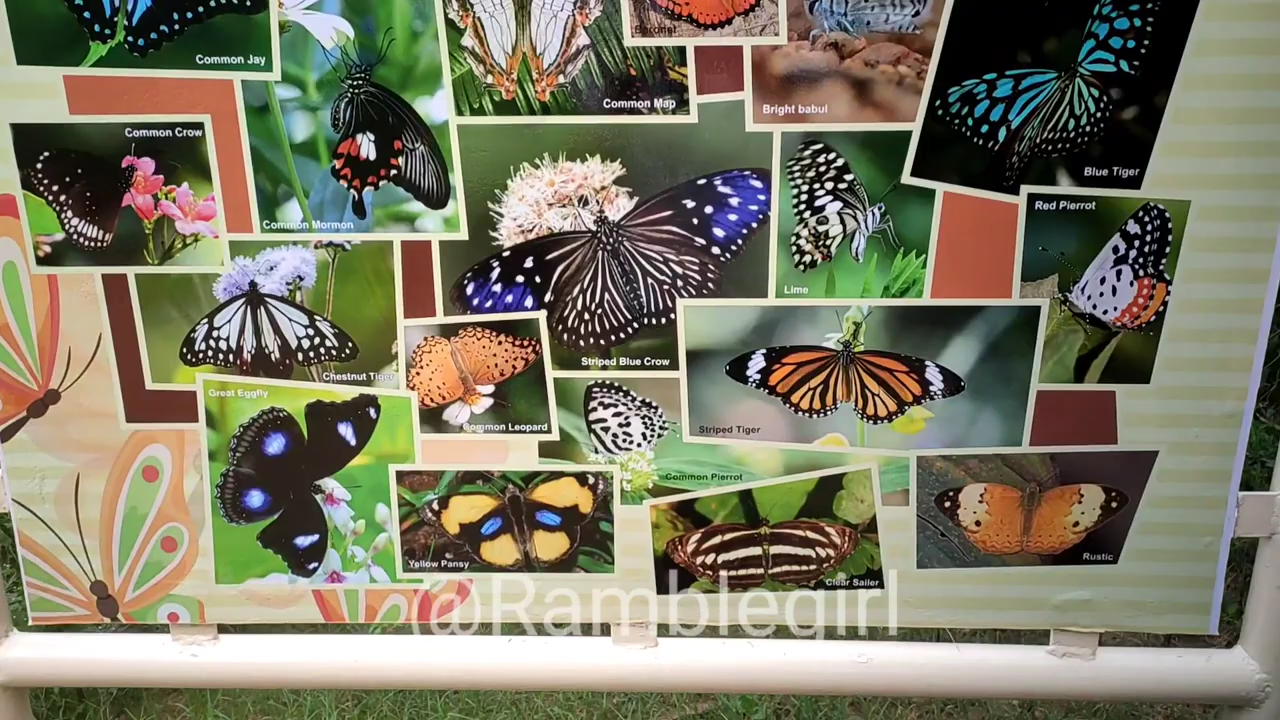 Baronet
Common Jay
Common Map
Bright babul
Common Crow
Blue Tiger
Red Pierrot
Common Mormon
Lime
Striped Blue Crow
Chestnut Tiger
Great Eggfly
Common Leopard
Striped Tiger
Common Pierrot
Yellow Pansy
Clear Sailer
Rustic
@Ramblegirl